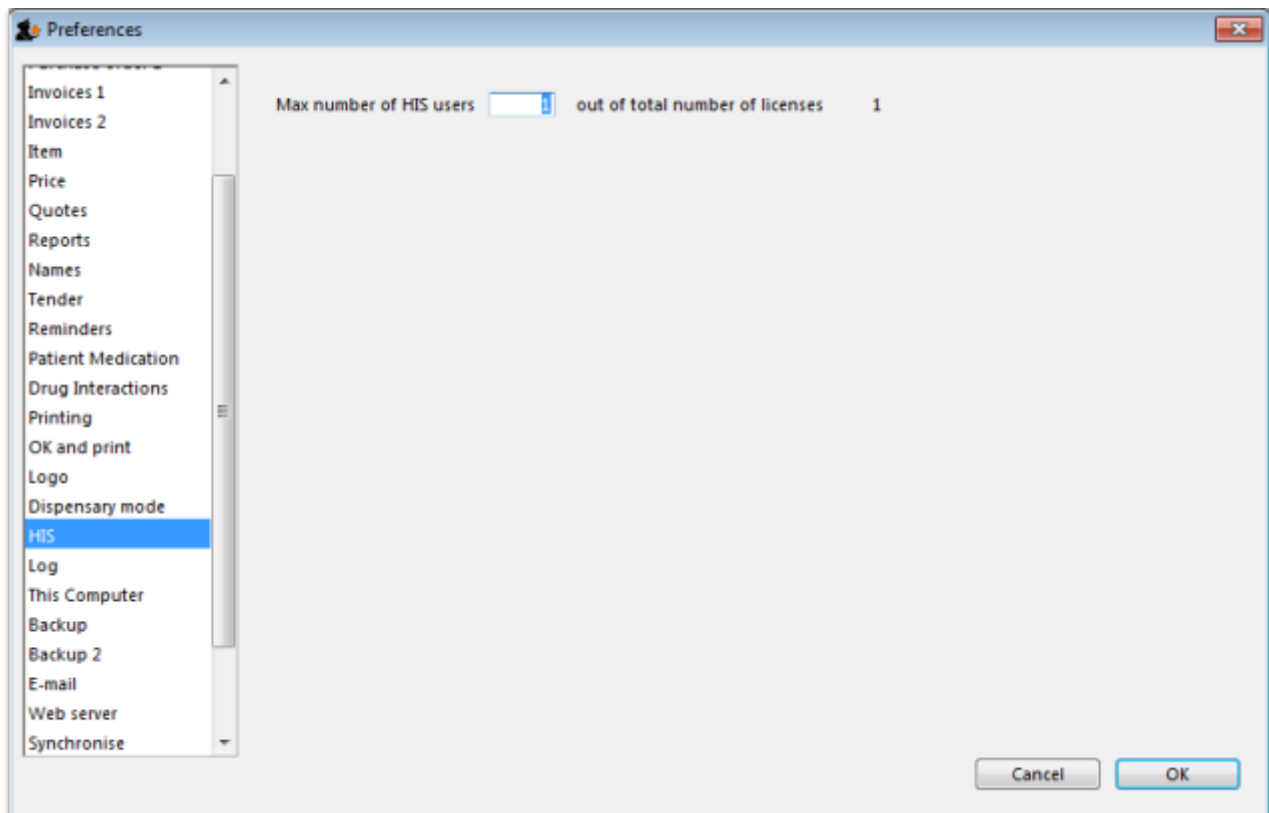 Preferences
Invoices 1
Invoices 2
Item
Price
Quotes
Reports
Names
Tender
Reminders
Patient Medication
Drug Interactions
Printing
OK and print
Logo
Dispensary mode
HIS
Log
This Computer
Backup
Backup 2
E-mail
Web server
Synchronise
Max number of HIS users 1 out of total number of licenses 1
Cancel OK